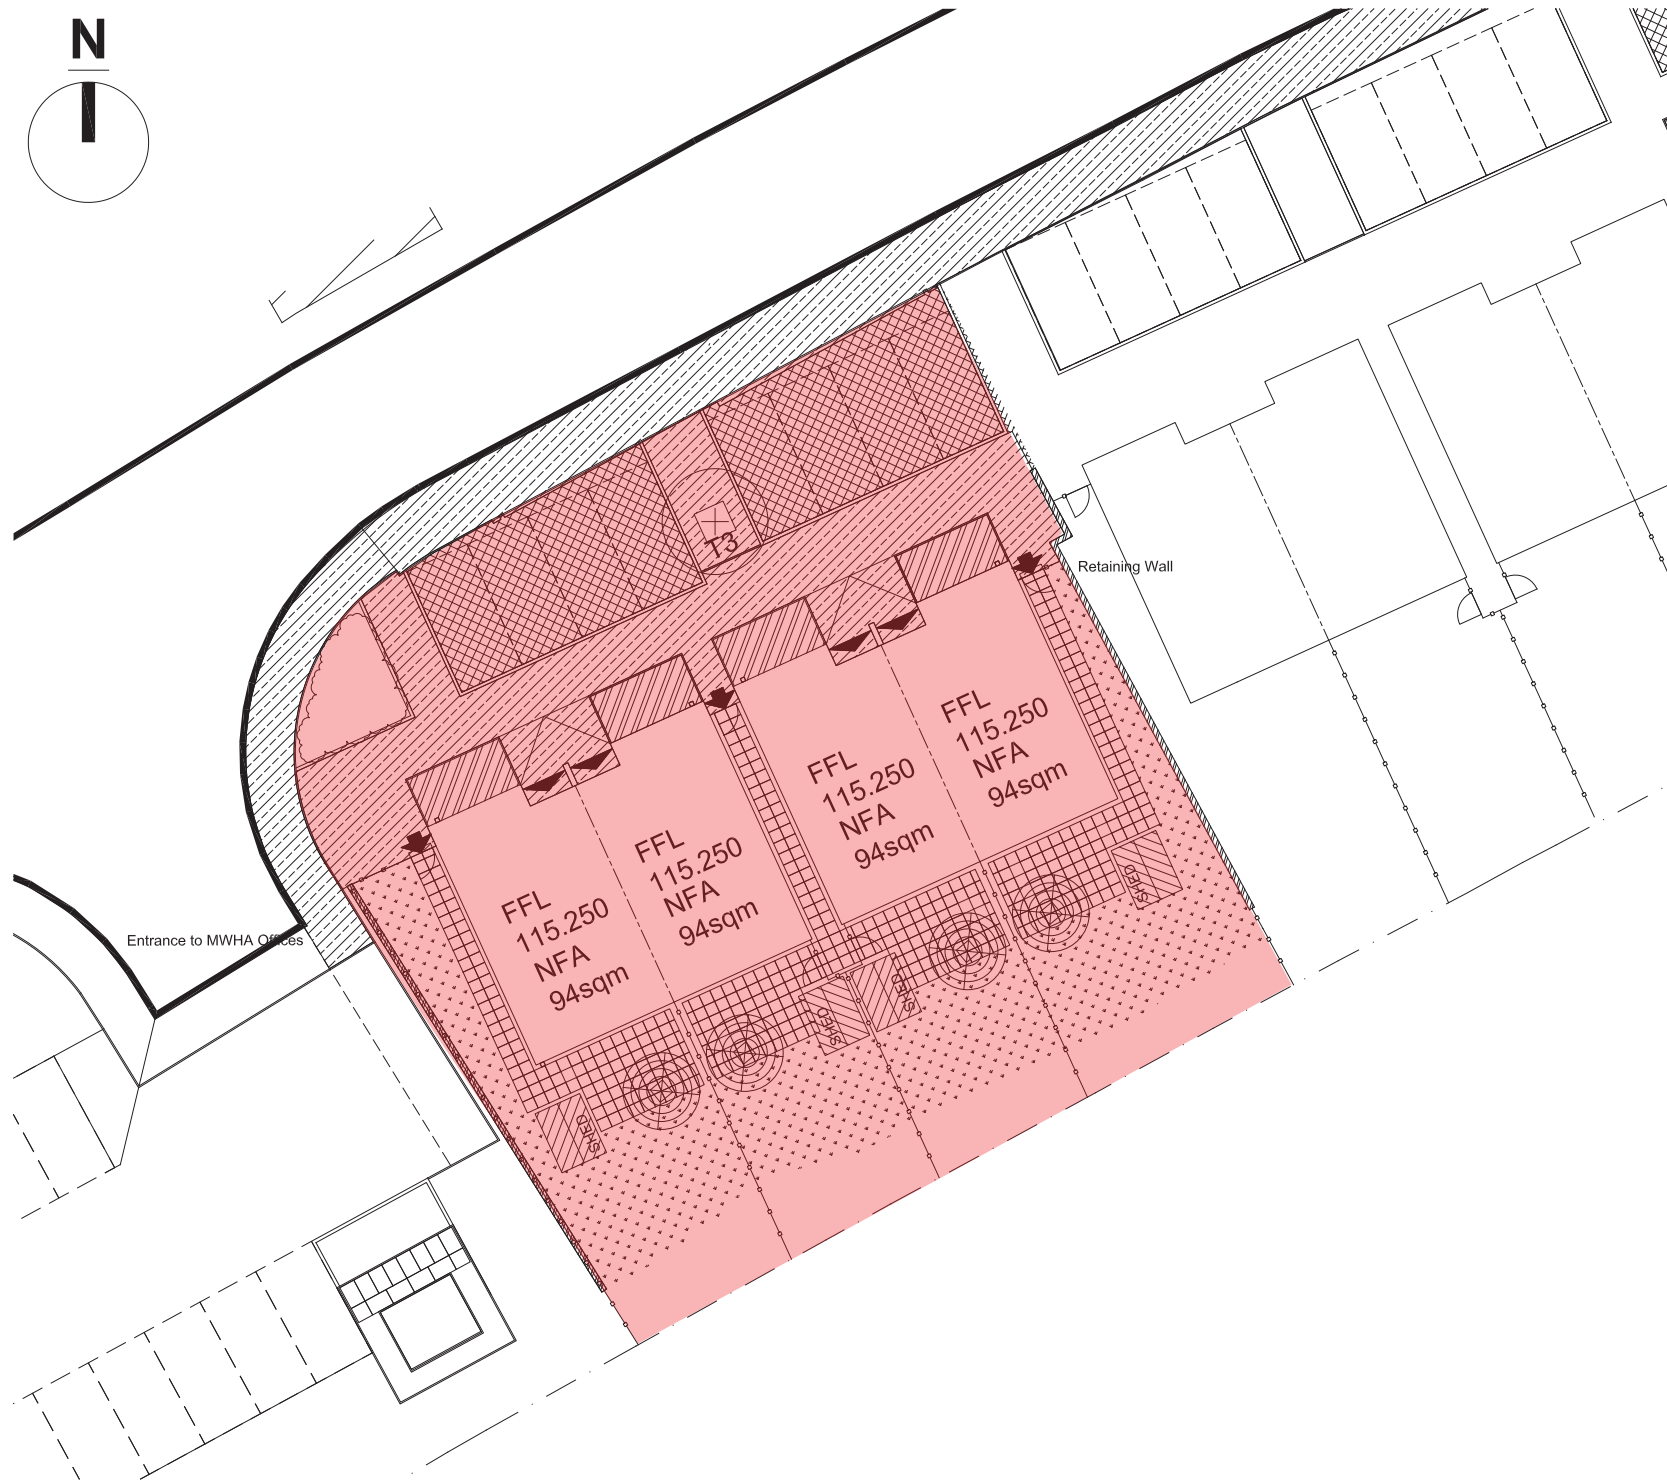 N
T3
Retaining Wall
FFL
115.250
NFA
94sqm
FFL
115.250
NFA
94sqm
FFL
115.250
NFA
94sqm
FFL
115.250
NFA
94sqm
SHED
Entrance to MWHA Offices
SHED
SHED
SHED